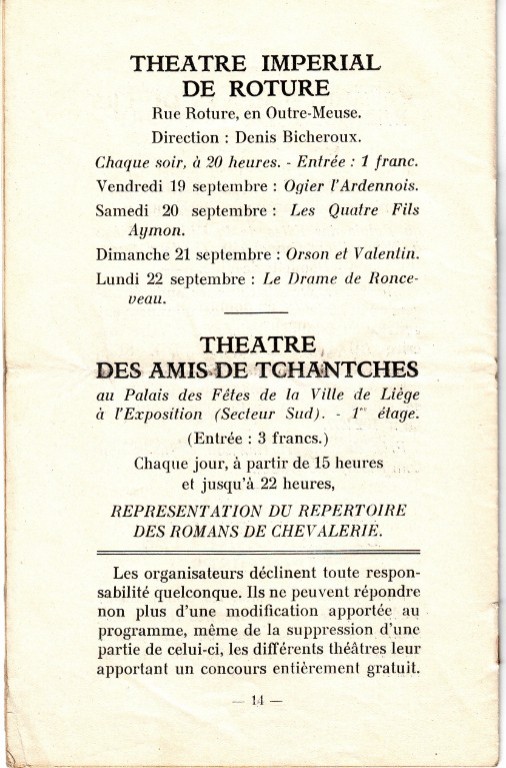 THEATRE IMPERIAL
DE ROTURE
Rue Roture, en Outre-Meuse.
Direction : Denis Bicheroux.
Chaque soir, à 20 heures. - Entrée : 1 franc.
Vendredi 19 septembre : Ogier l'Ardennois.
Samedi 20 septembre : Les Quatre Fils
Aymon.
Dimanche 21 septembre : Orson et Valentin.
Lundi 22 septembre : Le Drame de Ronce-
veau.
THEATRE
DES AMIS DE TCHANTCHES
au Palais des Fêtes de la Ville de Liège
à l'Exposition (Secteur Sud). - 1er étage.
(Entrée : 3 francs.)
Chaque jour, à partir de 15 heures
et jusqu'à 22 heures,
REPRESENTATION DU REPERTOIRE
DES ROMANS DE CHEVALERIE.
Les organisateurs déclinent toute respon-
sabilité quelconque. Ils ne peuvent répondre
non plus d'une modification apportée au
programme, même de la suppression d'une
partie de celui-ci, les différents théâtres leur
apportant un concours entièrement gratuit.
— 14 —